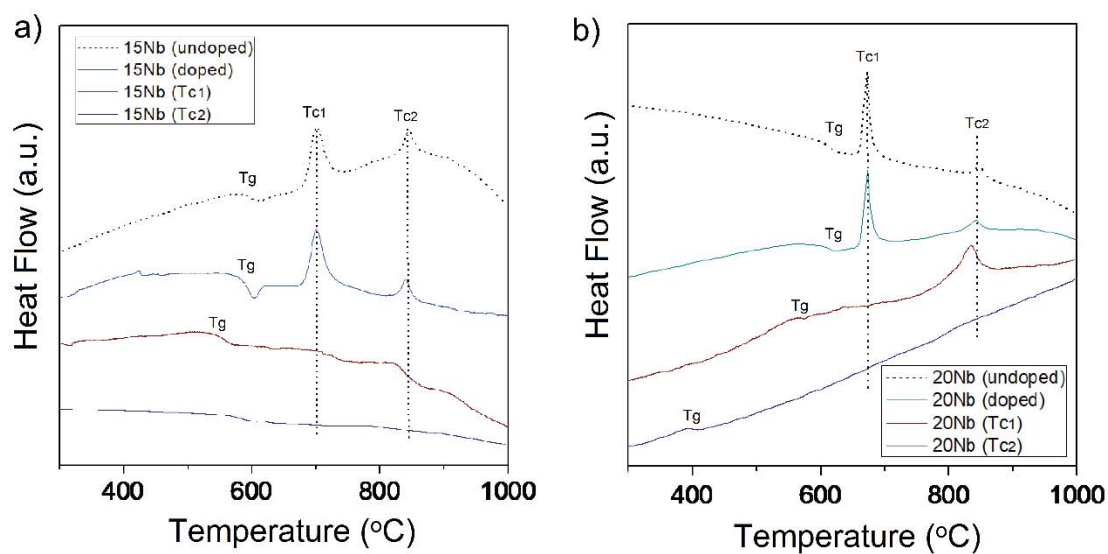 a)
15Nb (undoped)
15Nb (doped)
15Nb (Tc1)
15Nb (Tc2)
Tc1
Tc2
Tg
Tg
Tg
Heat Flow (a.u.)
400 600 800 1000
Temperature (oC)
b)
Tc1
Tg
Tc2
Tg
Tg
Tg
20Nb (undoped)
20Nb (doped)
20Nb (Tc1)
20Nb (Tc2)
Heat Flow (a.u.)
400 600 800 1000
Temperature (oC)